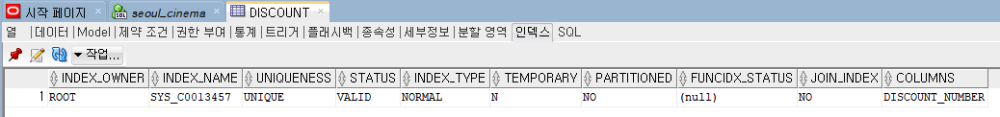 시작 페이지 seoul_cinema DISCOUNT
열 |데이터 |Model |제약 조건 |권한 부여 |통계 |트리거 |플래시백 |종속성 |세부정보 |분할 영역 |인덱스 |SQL
작업...
INDEX_OWNER INDEX_NAME UNIQUENESS STATUS INDEX_TYPE TEMPORARY PARTITIONED FUNCIDX_STATUS JOIN_INDEX COLUMNS
1 ROOT SYS_C0013457 UNIQUE VALID NORMAL N NO (null) NO DISCOUNT_NUMBER